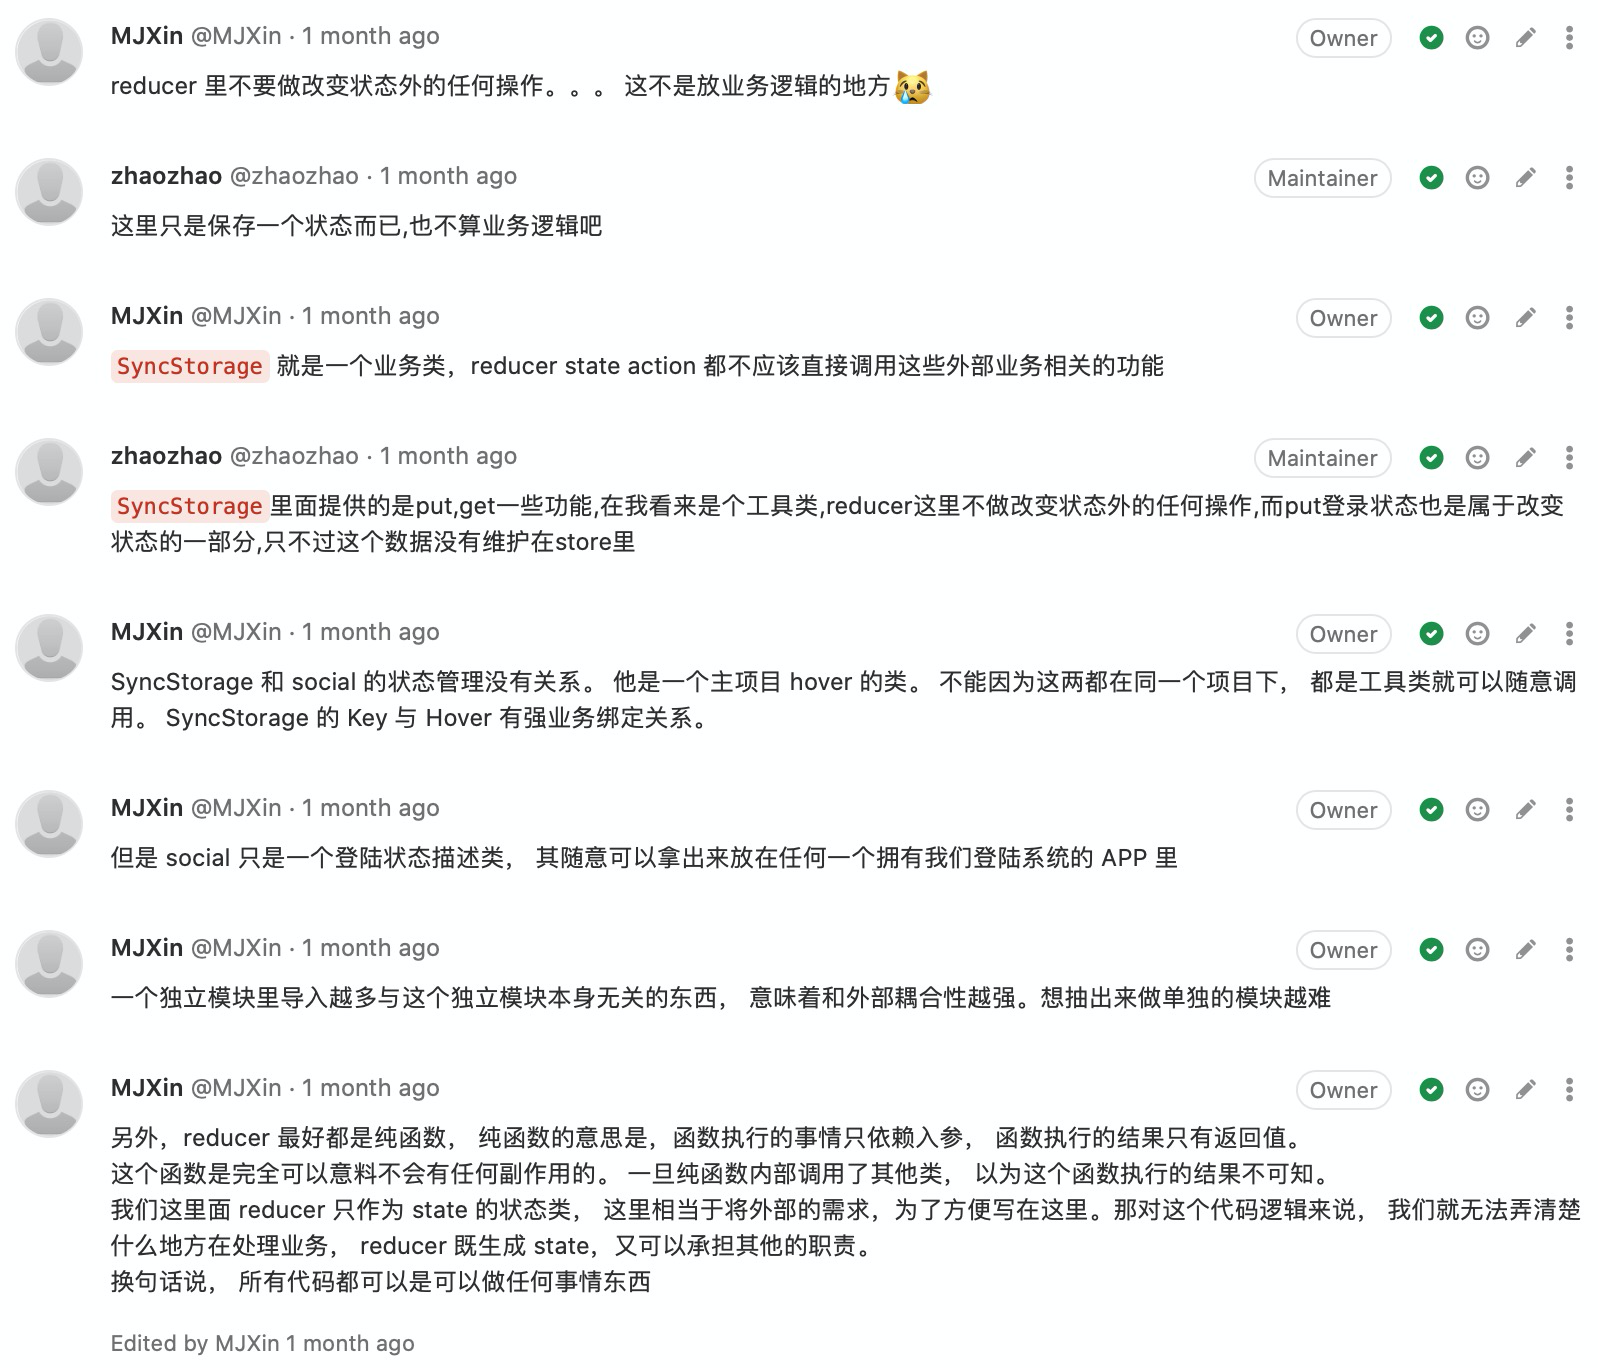 MJXin @MJXin · 1 month ago
Owner
reducer 里不要做改变状态外的任何操作。。。 这不是放业务逻辑的地方😿
zhaozhao @zhaozhao · 1 month ago
Maintainer
这里只是保存一个状态而已,也不算业务逻辑吧
MJXin @MJXin · 1 month ago
Owner
SyncStorage 就是一个业务类，reducer state action 都不应该直接调用这些外部业务相关的功能
zhaozhao @zhaozhao · 1 month ago
Maintainer
SyncStorage里面提供的是put,get一些功能,在我看来是个工具类,reducer这里不做改变状态外的任何操作,而put登录状态也是属于改变
状态的一部分,只不过这个数据没有维护在store里
MJXin @MJXin · 1 month ago
Owner
SyncStorage 和 social 的状态管理没有关系。 他是一个主项目 hover 的类。 不能因为这两都在同一个项目下， 都是工具类就可以随意调
用。 SyncStorage 的 Key 与 Hover 有强业务绑定关系。
MJXin @MJXin · 1 month ago
Owner
但是 social 只是一个登陆状态描述类， 其随意可以拿出来放在任何一个拥有我们登陆系统的 APP 里
MJXin @MJXin · 1 month ago
Owner
一个独立模块里导入越多与这个独立模块本身无关的东西， 意味着和外部耦合性越强。想抽出来做单独的模块越难
MJXin @MJXin · 1 month ago
Owner
另外，reducer 最好都是纯函数， 纯函数的意思是，函数执行的事情只依赖入参， 函数执行的结果只有返回值。
这个函数是完全可以意料不会有任何副作用的。 一旦纯函数内部调用了其他类， 以为这个函数执行的结果不可知。
我们这里面 reducer 只作为 state 的状态类， 这里相当于将外部的需求，为了方便写在这里。那对这个代码逻辑来说， 我们就无法弄清楚
什么地方在处理业务， reducer 既生成 state，又可以承担其他的职责。
换句话说， 所有代码都可以是可以做任何事情东西
Edited by MJXin 1 month ago